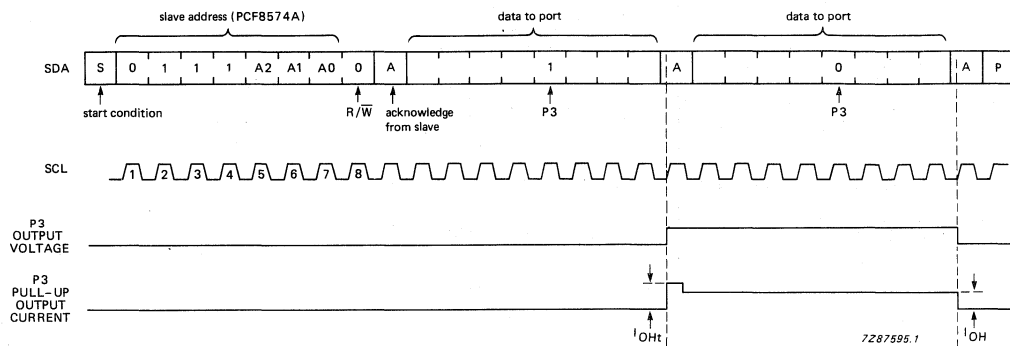 slave address (PCF8574A)
data to port
data to port
SDA
S 0 1 1 1 A2 A1 A0 0 A 1 A 0 A P
start condition
R/W
acknowledge
from slave
P3
P3
SCL
1 2 3 4 5 6 7 8
P3
OUTPUT
VOLTAGE
P3
PULL-UP
OUTPUT
CURRENT
IOHt
7Z87595.1
IOH